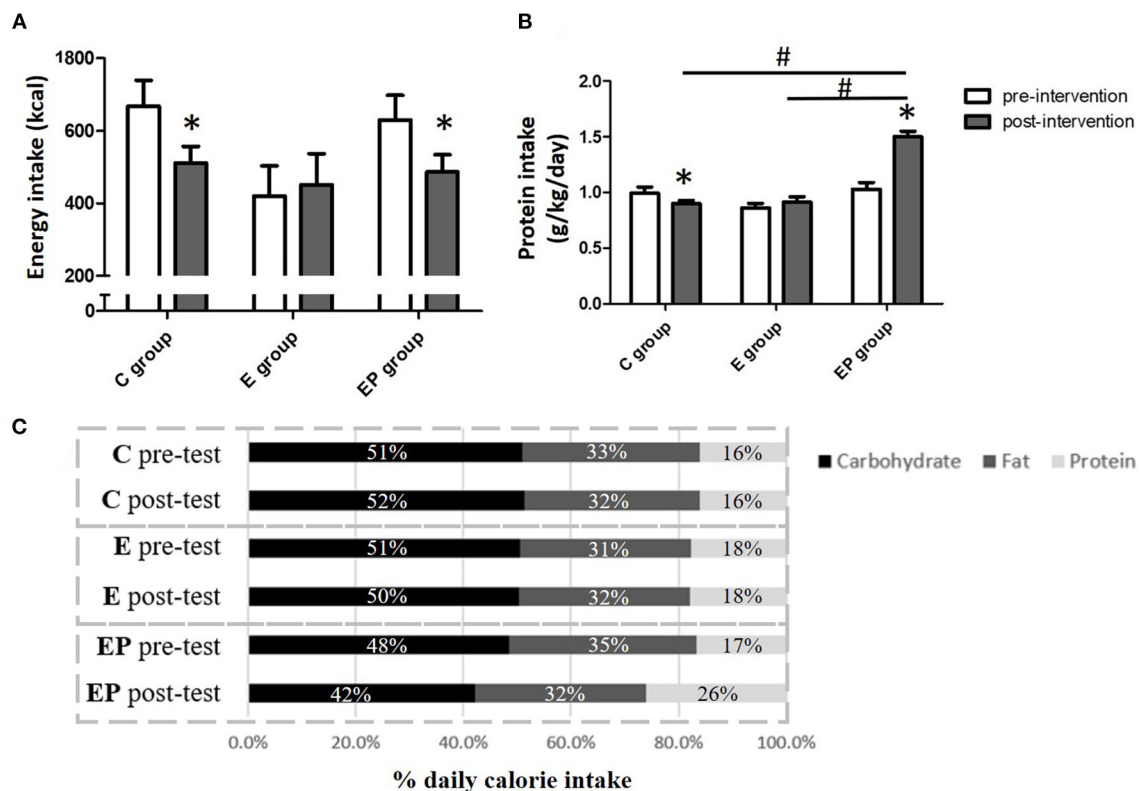 A
Energy intake (kcal)
1800
600
400
200
0
*
*
C group
E group
EP group
B
Protein intake
(g/kg/day)
2.0
1.5
1.0
0.5
0.0
#
#
*
*
C group
E group
EP group
pre-intervention
post-intervention
C
C pre-test 51% 33% 16%
C post-test 52% 32% 16%
E pre-test 51% 31% 18%
E post-test 50% 32% 18%
EP pre-test 48% 35% 17%
EP post-test 42% 32% 26%
0.0% 20.0% 40.0% 60.0% 80.0% 100.0%
% daily calorie intake
Carbohydrate Fat Protein